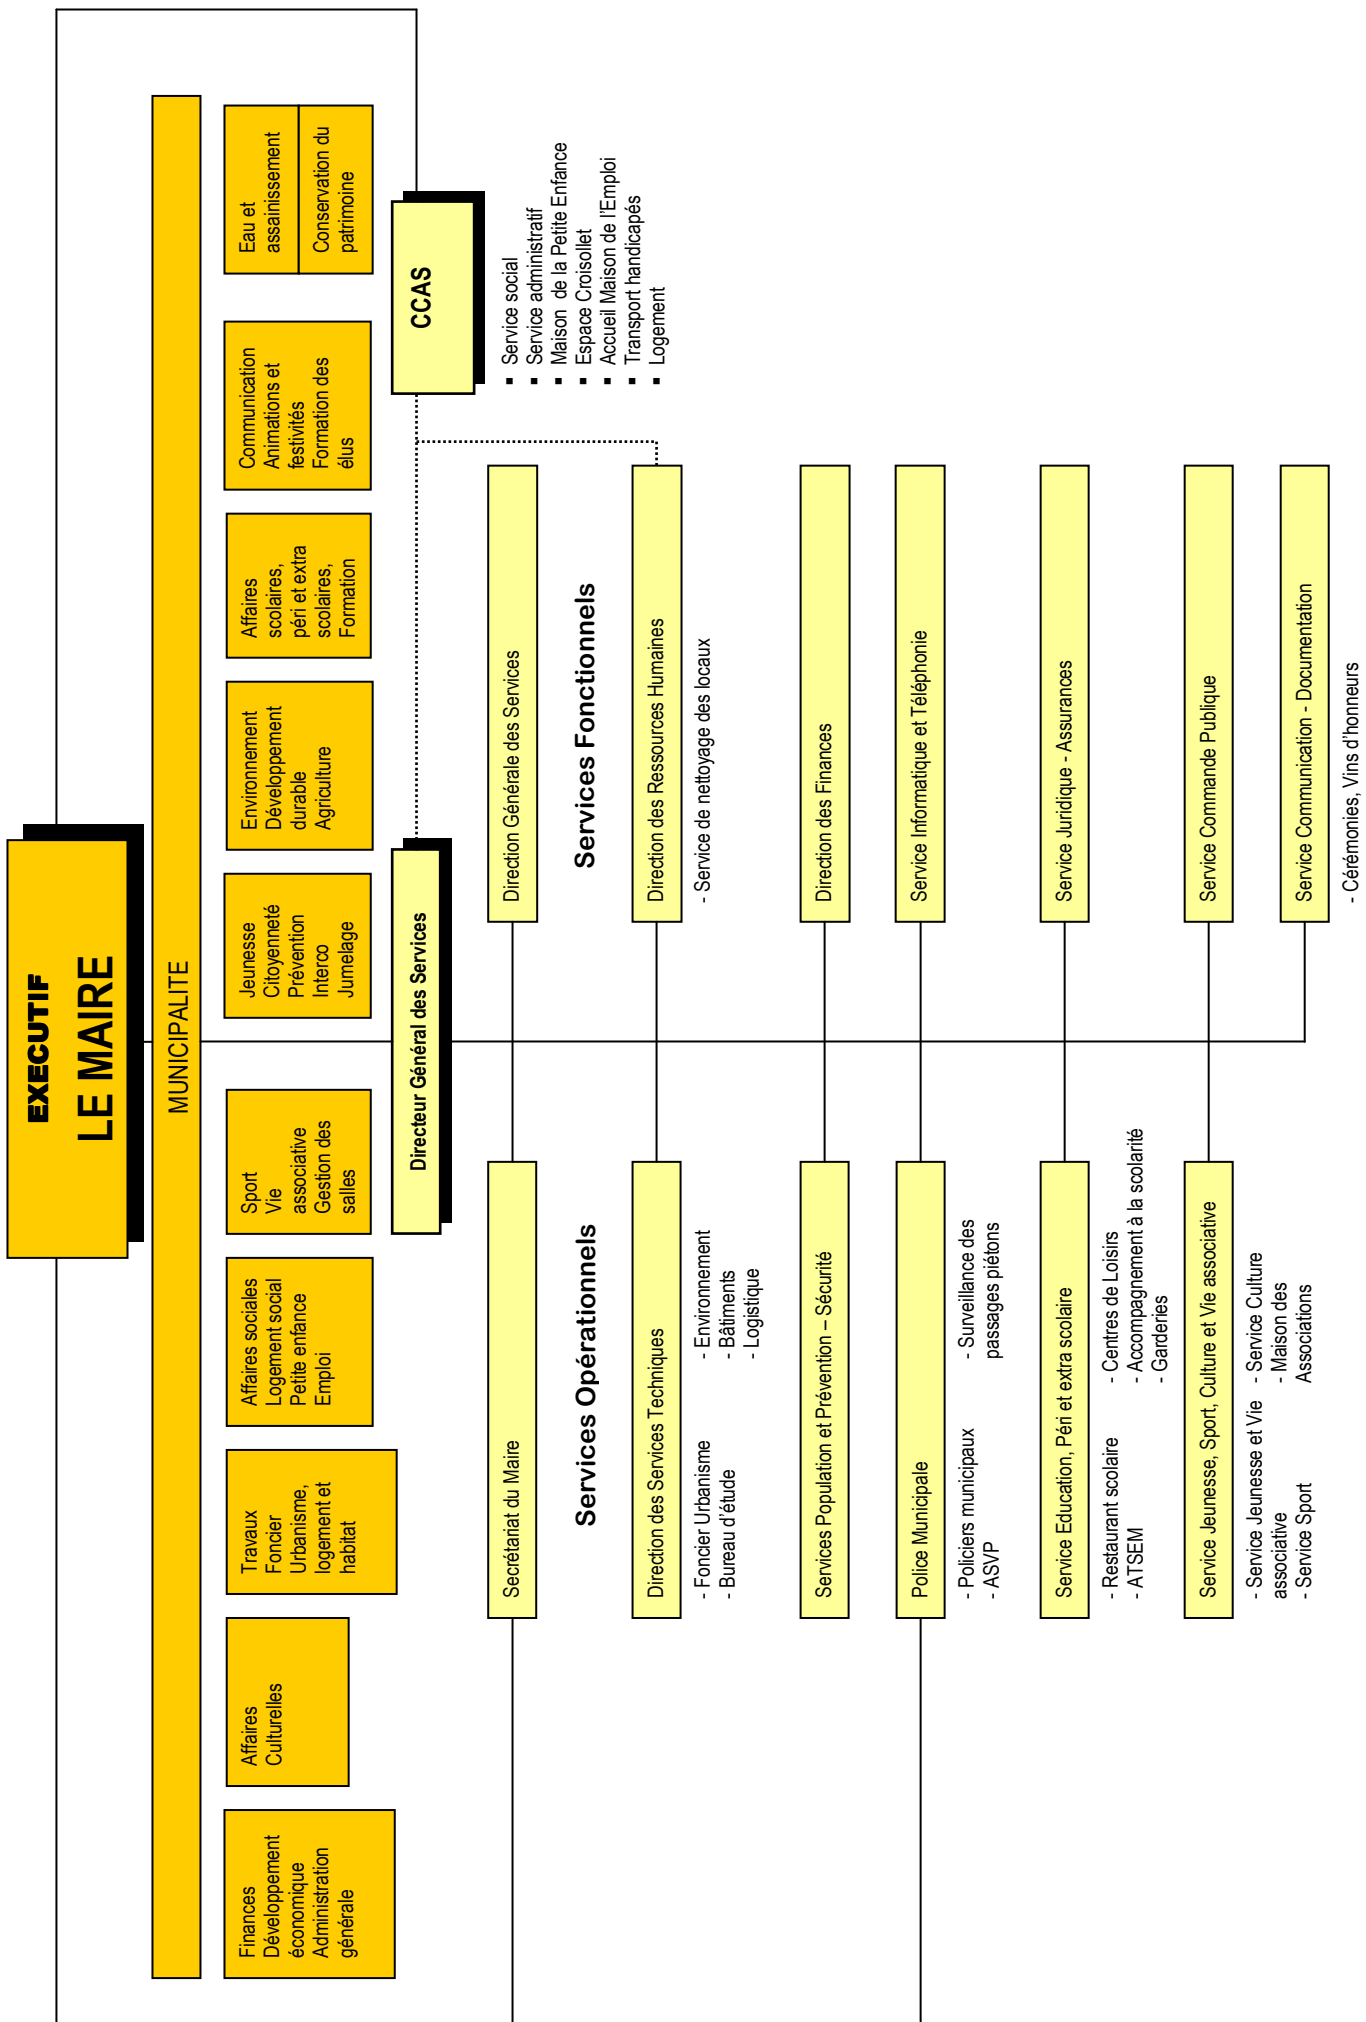 EXECUTIF
LE MAIRE
MUNICIPALITE
Finances
Développement
économique
Administration
générale
Affaires
Culturelles
Travaux
Foncier
Urbanisme,
logement et
habitat
Affaires sociales
Logement social
Petite enfance
Emploi
Sport
Vie
associative
Gestion des
salles
Jeunesse
Citoyenneté
Prévention
Interco
Jumelage
Environnement
Développement
durable
Agriculture
Affaires
scolaires,
péri et extra
scolaires,
Formation
Communication
Animations et
festivités
Formation des
élus
Eau et
assainissement
Conservation du
patrimoine
Directeur Général des Services
CCAS
▪ Service social
▪ Service administratif
▪ Maison de la Petite Enfance
▪ Espace Croisollet
▪ Accueil Maison de l'Emploi
▪ Transport handicapés
▪ Logement
Secrétariat du Maire
Services Opérationnels
Direction des Services Techniques
- Foncier Urbanisme
- Bureau d'étude
- Environnement
- Bâtiments
- Logistique
Services Population et Prévention – Sécurité
Police Municipale
- Policiers municipaux
- ASVP
- Surveillance des
passages piétons
Service Education, Péri et extra scolaire
- Restaurant scolaire
- ATSEM
- Centres de Loisirs
- Accompagnement à la scolarité
- Garderies
Service Jeunesse, Sport, Culture et Vie associative
- Service Jeunesse et Vie
associative
- Service Sport
- Service Culture
- Maison des
Associations
Direction Générale des Services
Services Fonctionnels
Direction des Ressources Humaines
- Service de nettoyage des locaux
Direction des Finances
Service Informatique et Téléphonie
Service Juridique - Assurances
Service Commande Publique
Service Communication - Documentation
- Cérémonies, Vins d'honneurs